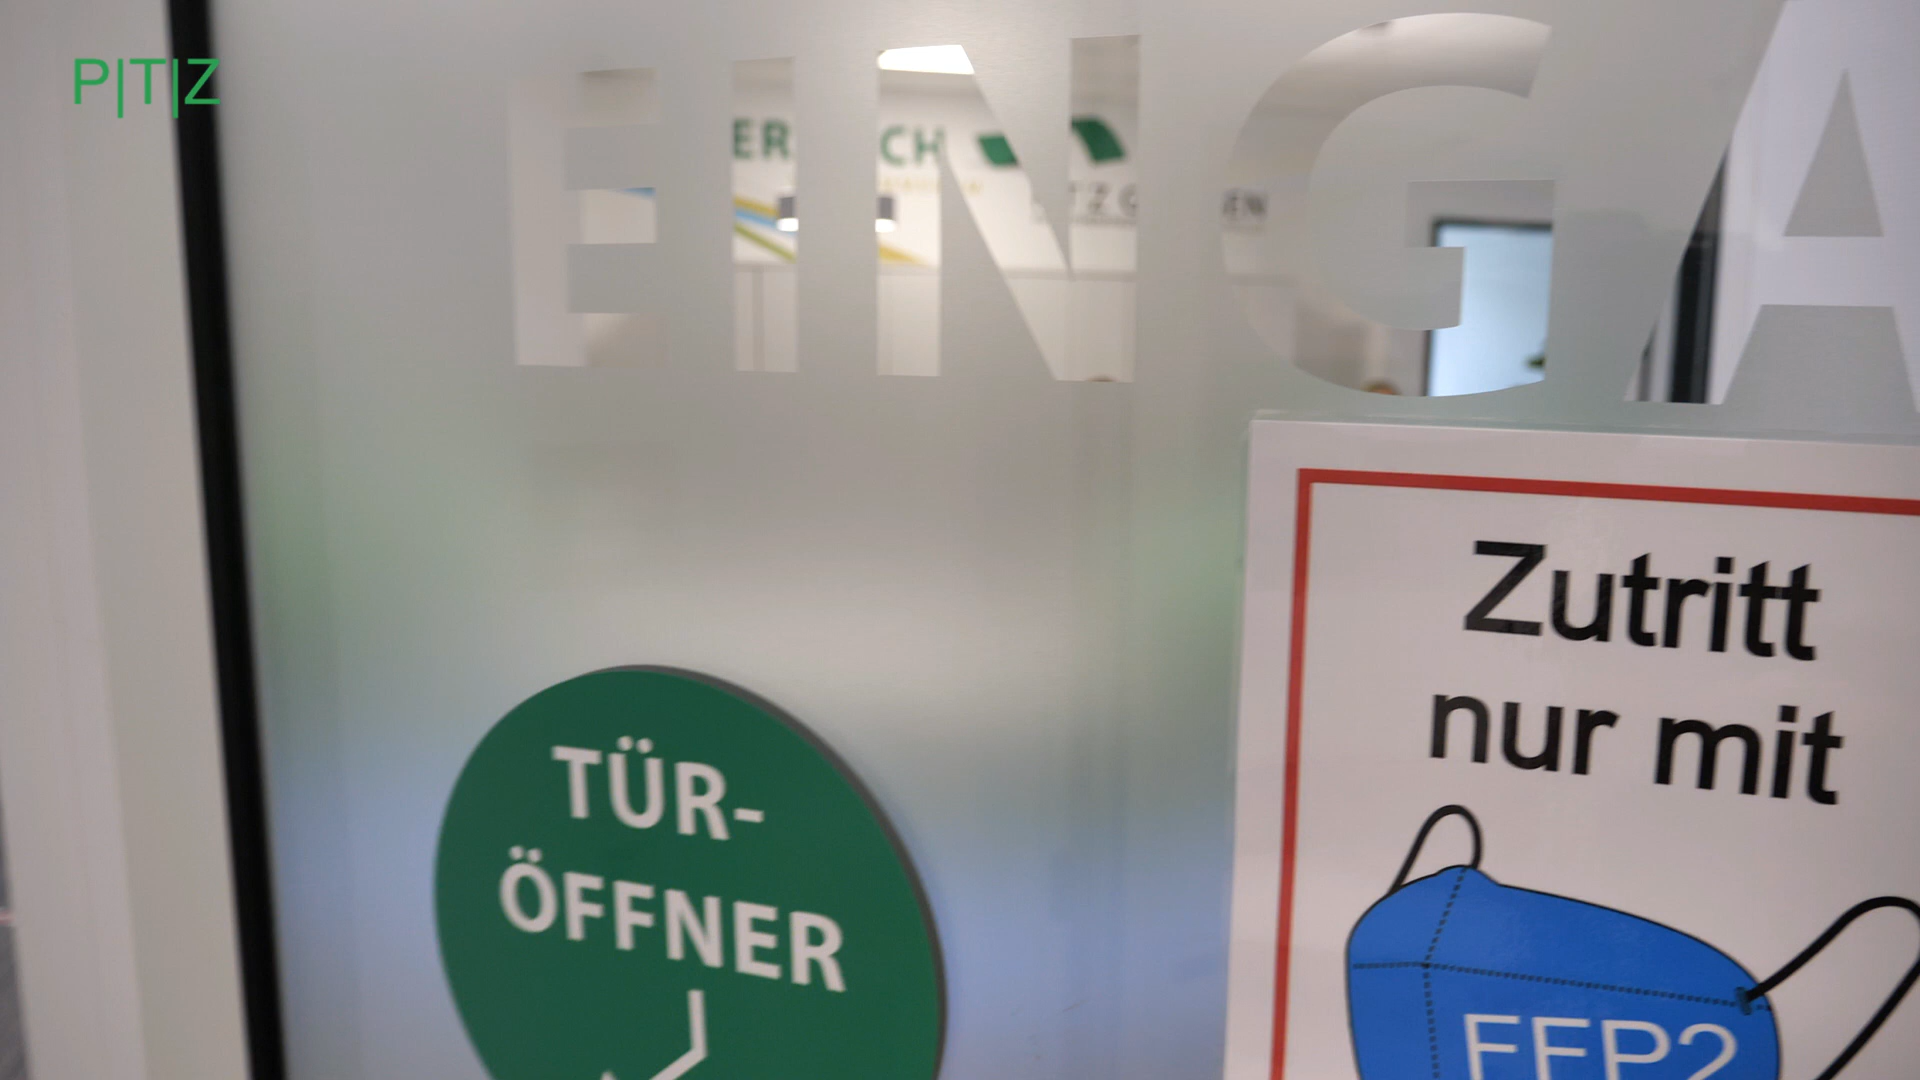 P|T|Z
EINGA
Zutritt
nur mit
TÜR-
ÖFFNER
FFP2